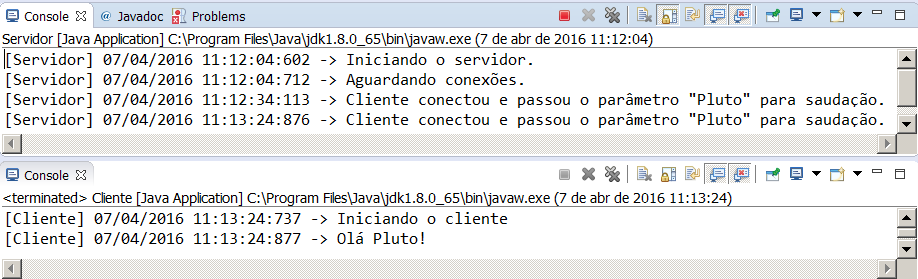 Console @ Javadoc Problems
Servidor [Java Application] C:\Program Files\Java\jdk1.8.0_65\bin\javaw.exe (7 de abr de 2016 11:12:04)
[Servidor] 07/04/2016 11:12:04:602 -> Iniciando o servidor.
[Servidor] 07/04/2016 11:12:04:712 -> Aguardando conexões.
[Servidor] 07/04/2016 11:12:34:113 -> Cliente conectou e passou o parâmetro "Pluto" para saudação.
[Servidor] 07/04/2016 11:13:24:876 -> Cliente conectou e passou o parâmetro "Pluto" para saudação.
Console
<terminated> Cliente [Java Application] C:\Program Files\Java\jdk1.8.0_65\bin\javaw.exe (7 de abr de 2016 11:13:24)
[Cliente] 07/04/2016 11:13:24:737 -> Iniciando o cliente
[Cliente] 07/04/2016 11:13:24:877 -> Olá Pluto!